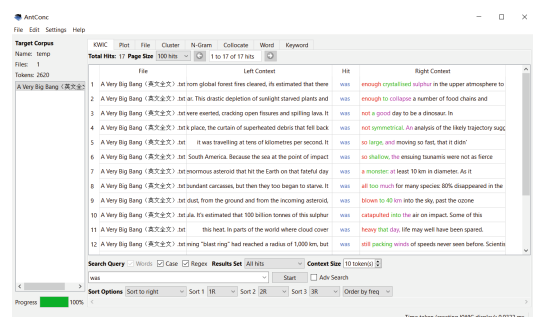 AntConc
File Edit Settings Help
Target Corpus
Name: temp
Files: 1
Tokens: 2620
A Very Big Bang（英文全文）
Progress 100%
KWIC Plot File Cluster N-Gram Collocate Word Keyword
Total Hits: 17 Page Size 100 hits 1 to 17 of 17 hits
File Left Context Hit Right Context
1 A Very Big Bang（英文全文）.txt rom global forest fires cleared, it's estimated that there was enough crystallised sulphur in the upper atmosphere to
2 A Very Big Bang（英文全文）.txt ar. This drastic depletion of sunlight starved plants and was enough to collapse a number of food chains and
3 A Very Big Bang（英文全文）.txt were exerted, cracking open fissures and spilling lava. It was not a good day to be a dinosaur. In
4 A Very Big Bang（英文全文）.txt k place, the curtain of superheated debris that fell back was not symmetrical. An analysis of the likely trajectory sugg
5 A Very Big Bang（英文全文）.txt it was travelling at tens of kilometres per second. It was so large, and moving so fast, that it didn'
6 A Very Big Bang（英文全文）.txt South America. Because the sea at the point of impact was so shallow, the ensuing tsunamis were not as fierce
7 A Very Big Bang（英文全文）.txt enormous asteroid that hit the Earth on that fateful day was a monster: at least 10 km in diameter. As it
8 A Very Big Bang（英文全文）.txt bundant carcasses, but then they too began to starve. It was all too much for many species: 80% disappeared in the
9 A Very Big Bang（英文全文）.txt dust, from the ground and from the incoming asteroid, was blown to 40 km into the sky, past the ozone
10 A Very Big Bang（英文全文）.txt ula. It's estimated that 100 billion tonnes of this sulphur was catapulted into the air on impact. Some of this
11 A Very Big Bang（英文全文）.txt this heat. In parts of the world where cloud cover was heavy that day, life may well have been spared.
12 A Very Big Bang（英文全文）.txt ming "blast ring" had reached a radius of 1,000 km, but was still packing winds of speeds never seen before. Scientis
Search Query Words Case Regex Results Set All hits Context Size 10 token(s)
was Start Adv Search
Sort Options Sort to right Sort 1 1R Sort 2 2R Sort 3 3R Order by freq